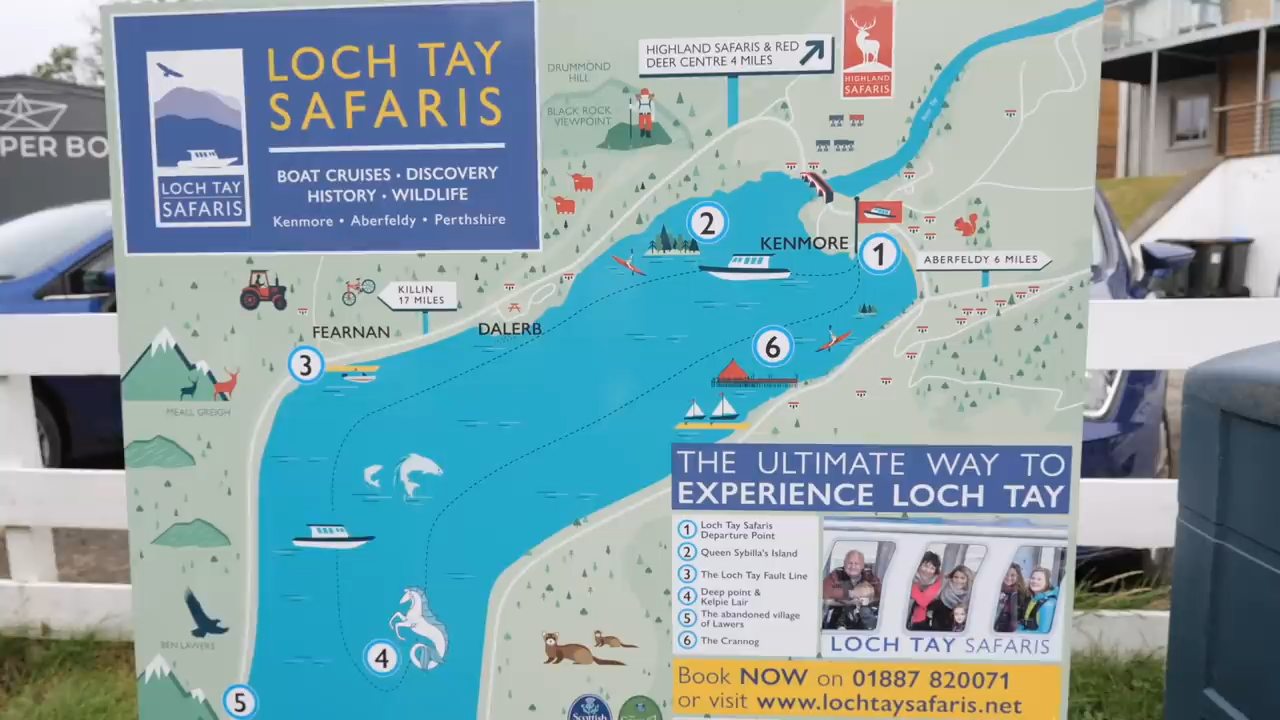 PER BO
LOCH TAY
SAFARIS
BOAT CRUISES • DISCOVERY
HISTORY • WILDLIFE
Kenmore • Aberfeldy • Perthshire
LOCH TAY
SAFARIS
DRUMMOND
HILL
BLACK ROCK
VIEWPOINT
HIGHLAND SAFARIS & RED
DEER CENTRE 4 MILES
HIGHLAND
SAFARIS
2
KENMORE
1
ABERFELDY 6 MILES
KILLIN
17 MILES
FEARNAN
DALERB
3
6
MEALL GREIGH
BEN LAWERS
4
5
THE ULTIMATE WAY TO
EXPERIENCE LOCH TAY
1 Loch Tay Safaris
Departure Point
2 Queen Sybilla's Island
3 The Loch Tay Fault Line
4 Deep point &
Kelpie Lair
5 The abandoned village
of Lawers
6 The Crannog
LOCH TAY SAFARIS
Book NOW on 01887 820071
or visit www.lochtaysafaris.net
Scottish